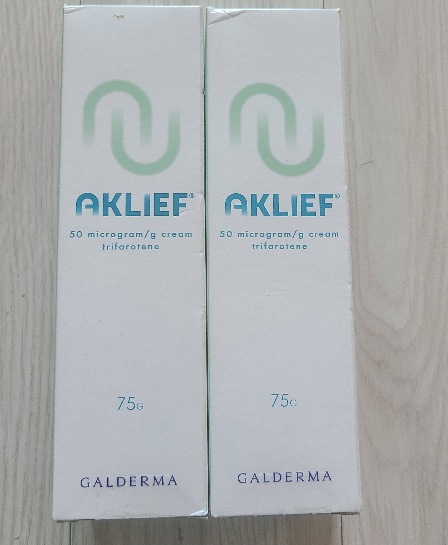 AKLIEF®
50 microgram/g cream
trifarotene
75G
GALDERMA
AKLIEF®
50 microgram/g cream
trifarotene
75G
GALDERMA